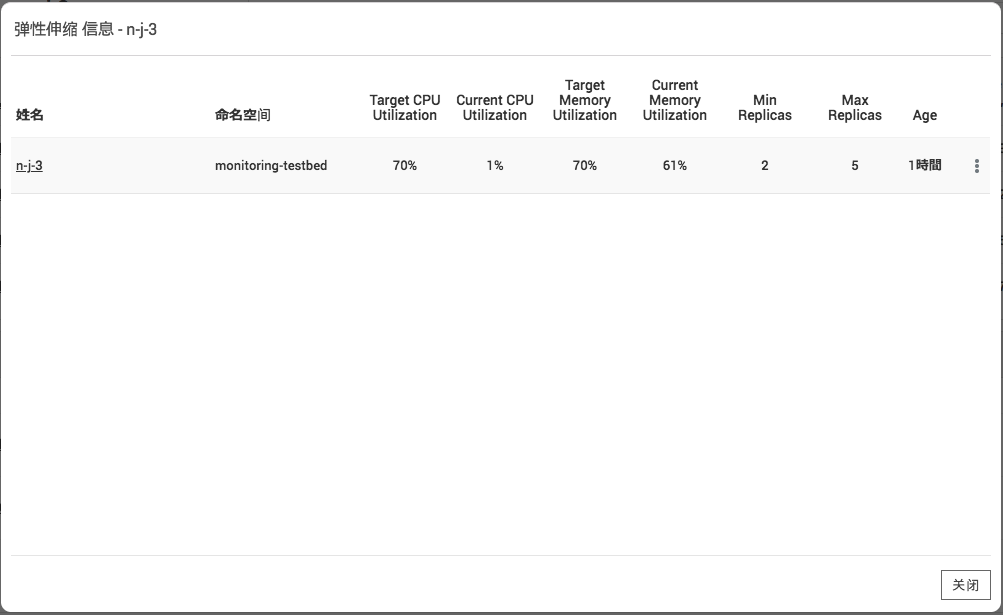 弹性伸缩 信息 - n-j-3
姓名 命名空间 Target CPU Utilization Current CPU Utilization Target Memory Utilization Current Memory Utilization Min Replicas Max Replicas Age
n-j-3 monitoring-testbed 70% 1% 70% 61% 2 5 1時間
关闭